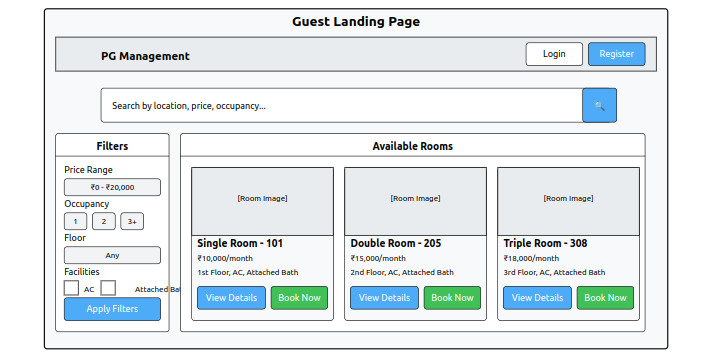 Guest Landing Page
PG Management
Login
Register
Search by location, price, occupancy...
Filters
Price Range
₹0 - ₹20,000
Occupancy
1 2 3+
Floor
Any
Facilities
AC Attached Bat
Apply Filters
Available Rooms
[Room Image]
Single Room - 101
₹10,000/month
1st Floor, AC, Attached Bath
View Details Book Now
[Room Image]
Double Room - 205
₹15,000/month
2nd Floor, AC, Attached Bath
View Details Book Now
[Room Image]
Triple Room - 308
₹18,000/month
3rd Floor, AC, Attached Bath
View Details Book Now